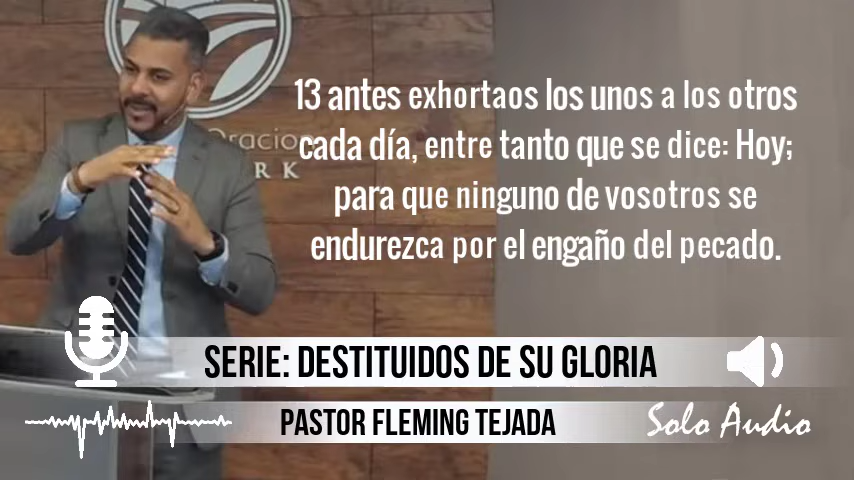 13 antes exhortaos los unos a los otros
cada día, entre tanto que se dice: Hoy;
para que ninguno de vosotros se
endurezca por el engaño del pecado.
Oracion
R K
SERIE: DESTITUIDOS DE SU GLORIA
PASTOR FLEMING TEJADA
Solo Audio